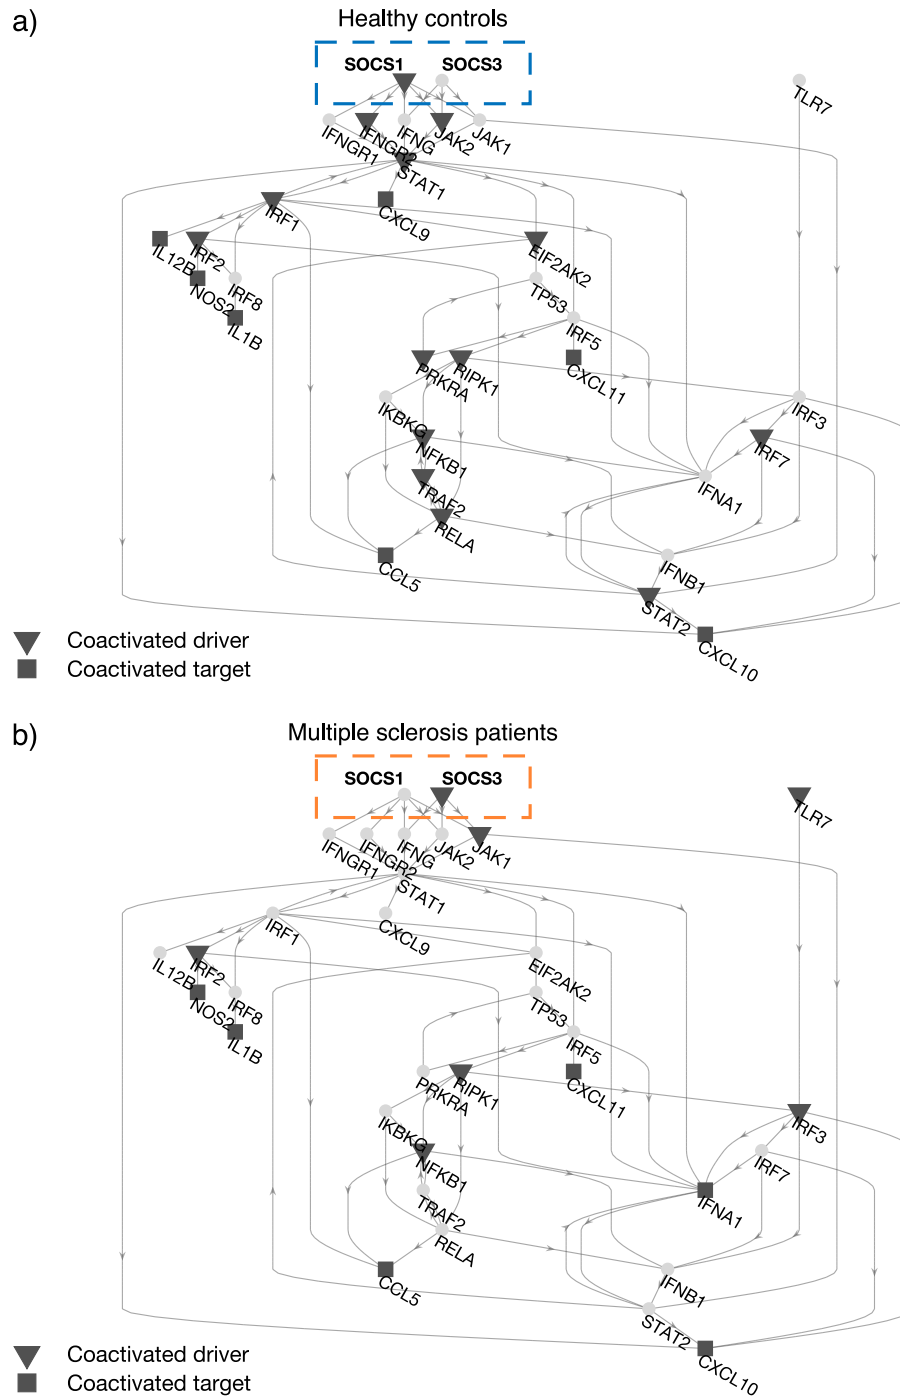 a)
Healthy controls
SOCS1 SOCS3
TLR7
IFNGR1 IFNGR2 IFNG JAK2 JAK1
STAT1
IRF1 CXCL9
IL12B IRF2 EIF2AK2
NOS2 IRF8 TP53
IL1B IRF5
PRKRA RIPK1 CXCL11
IKBKG IRF3
NFKB1 IRF7
TRAF2 IFNA1
RELA
CCL5 IFNB1
STAT2
Coactivated driver CXCL10
Coactivated target
b)
Multiple sclerosis patients
SOCS1 SOCS3
TLR7
IFNGR1 IFNGR2 IFNG JAK2 JAK1
STAT1
IRF1 CXCL9
IL12B IRF2 EIF2AK2
NOS2 IRF8 TP53
IL1B IRF5
PRKRA RIPK1 CXCL11
IKBKG IRF3
NFKB1 IRF7
TRAF2 IFNA1
RELA
CCL5 IFNB1
STAT2
Coactivated driver CXCL10
Coactivated target